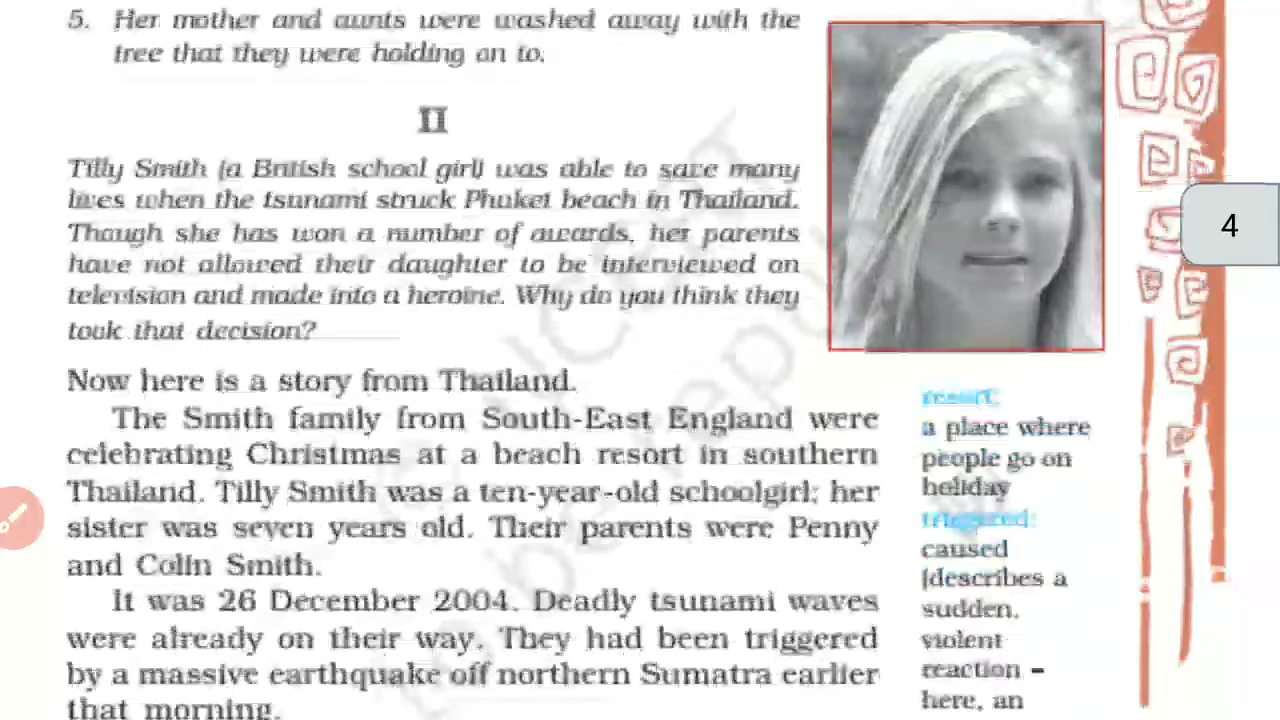 5. Her mother and aunts were washed away with the
tree that they were holding on to.
II
Tilly Smith (a British school girl) was able to save many
lives when the tsunami struck Phuket beach in Thailand.
Though she has won a number of awards, her parents
have not allowed their daughter to be interviewed on
television and made into a heroine. Why do you think they
took that decision?
Now here is a story from Thailand.
The Smith family from South-East England were
celebrating Christmas at a beach resort in southern
Thailand. Tilly Smith was a ten-year-old schoolgirl; her
sister was seven years old. Their parents were Penny
and Colin Smith.
It was 26 December 2004. Deadly tsunami waves
were already on their way. They had been triggered
by a massive earthquake off northern Sumatra earlier
that morning.
4
resort:
a place where
people go on
holiday
triggered:
caused
(describes a
sudden,
violent
reaction –
here, an